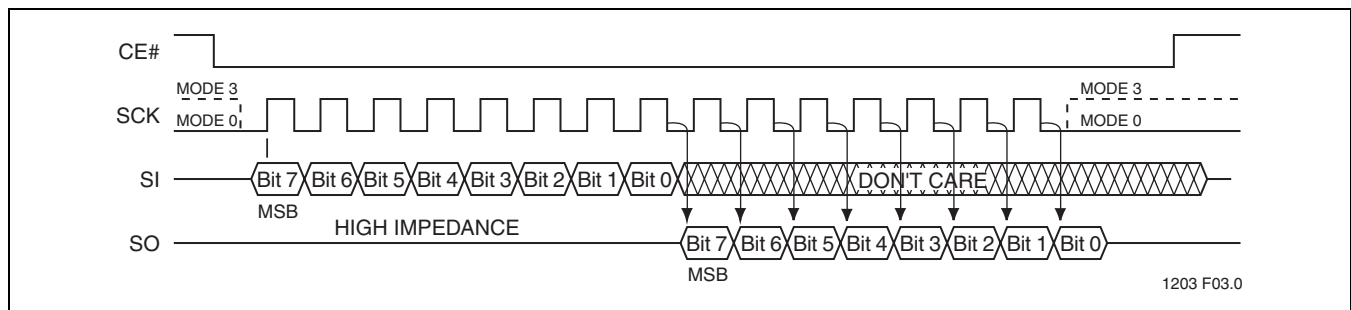 CE#
MODE 3 MODE 3
SCK
MODE 0 MODE 0
SI Bit 7 Bit 6 Bit 5 Bit 4 Bit 3 Bit 2 Bit 1 Bit 0 DON'T CARE
MSB
HIGH IMPEDANCE
SO Bit 7 Bit 6 Bit 5 Bit 4 Bit 3 Bit 2 Bit 1 Bit 0
MSB
1203 F03.0